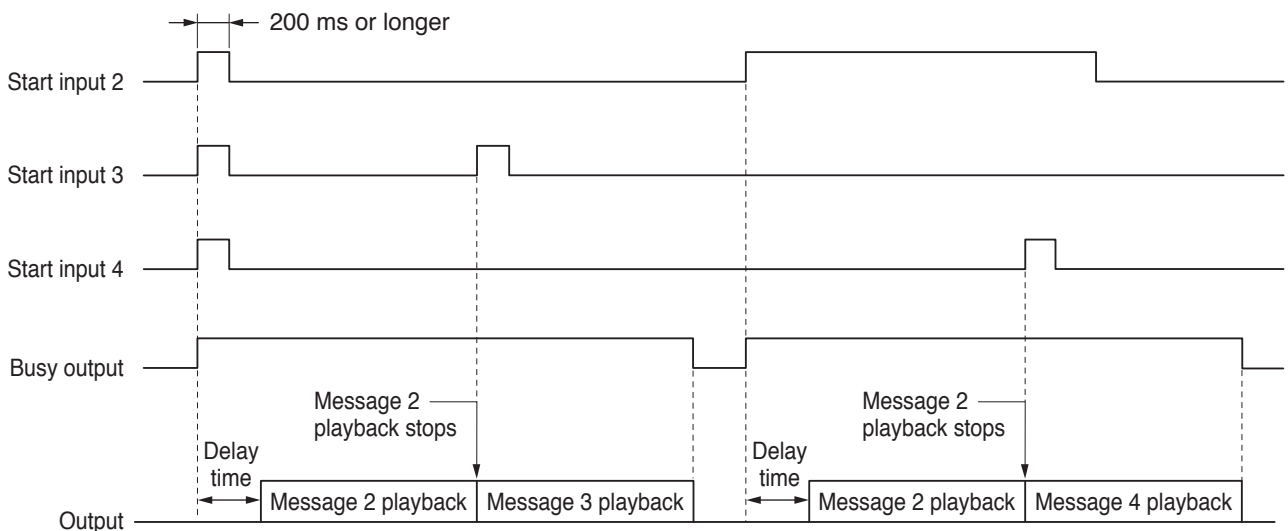 200 ms or longer
Start input 2
Start input 3
Start input 4
Busy output
Message 2
playback stops
Message 2
playback stops
Delay
time
Delay
time
Message 2 playback
Message 3 playback
Message 2 playback
Message 4 playback
Output